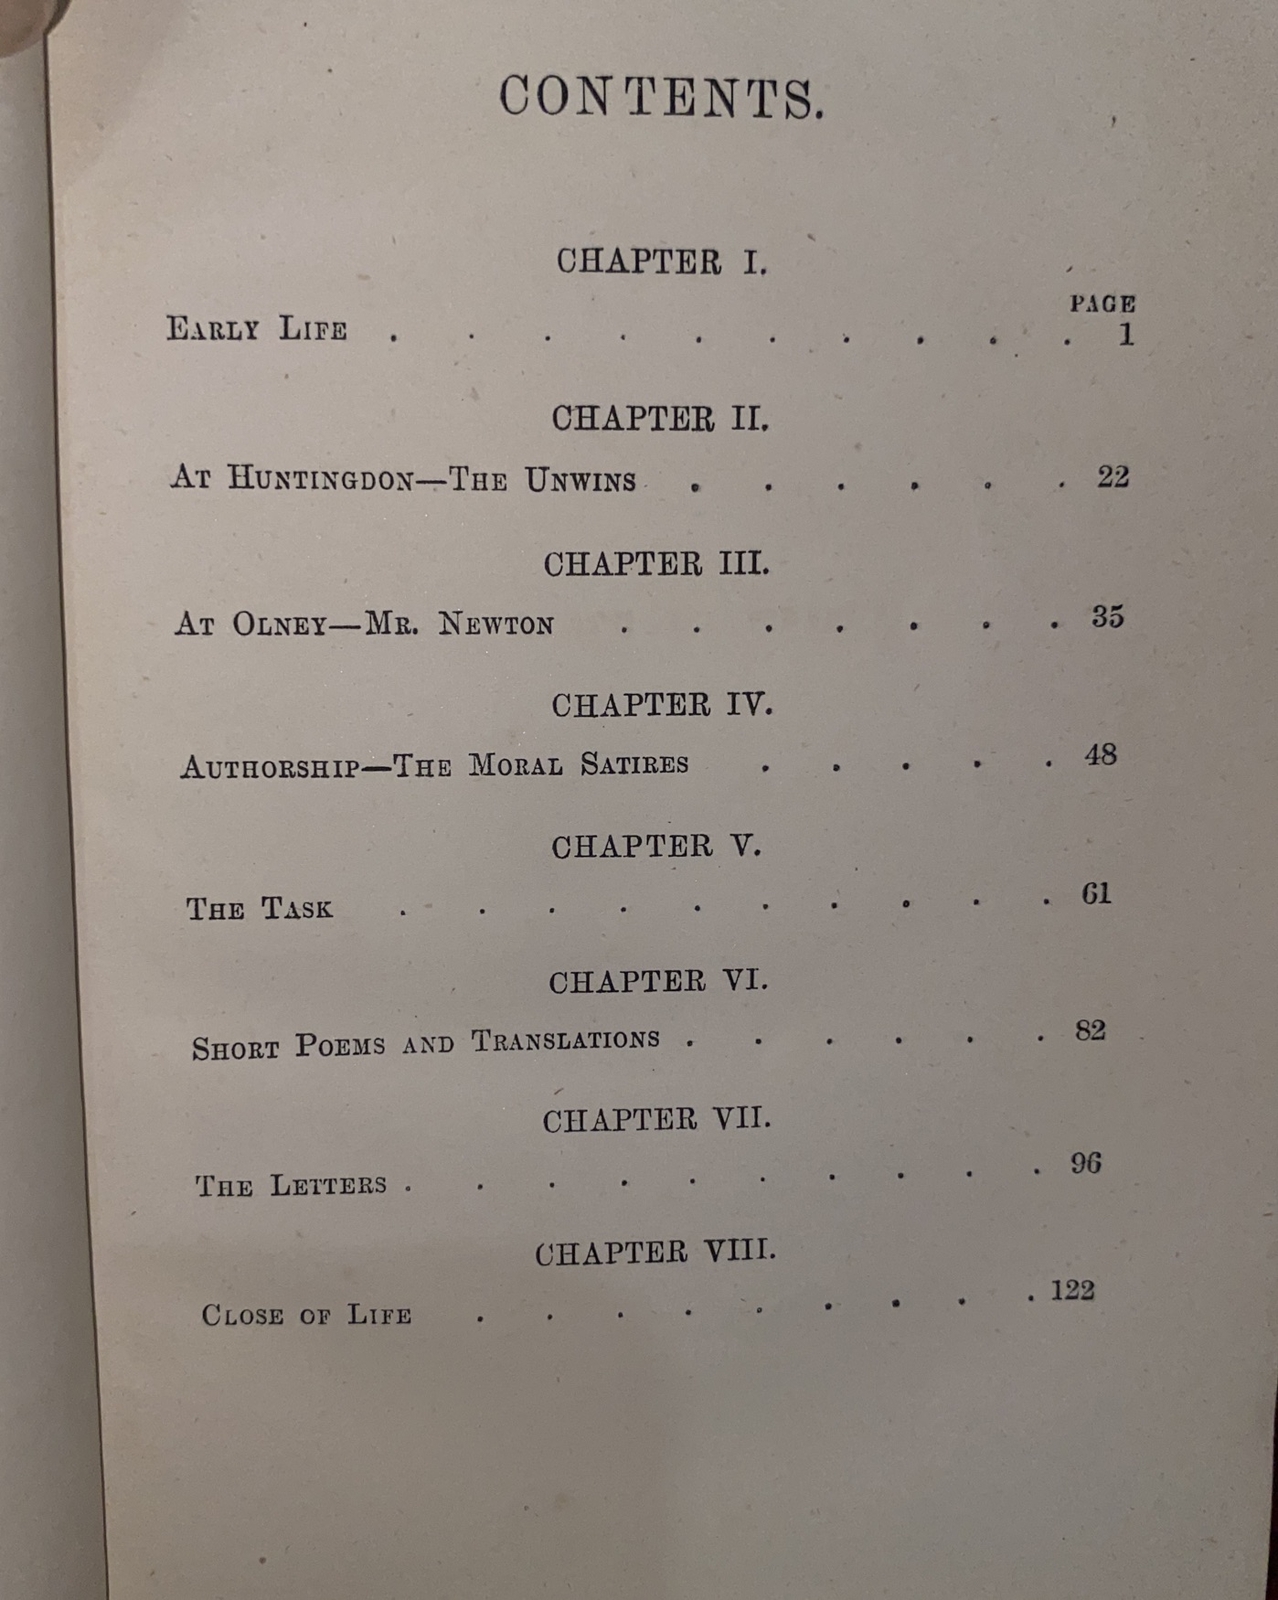 CONTENTS.
CHAPTER I.
PAGE
EARLY LIFE . . . . . . . . . . 1
CHAPTER II.
AT HUNTINGDON—THE UNWINS . . . . . . 22
CHAPTER III.
AT OLNEY—MR. NEWTON . . . . . . . 35
CHAPTER IV.
AUTHORSHIP—THE MORAL SATIRES . . . . . 48
CHAPTER V.
THE TASK . . . . . . . . . . 61
CHAPTER VI.
SHORT POEMS AND TRANSLATIONS . . . . . . 82
CHAPTER VII.
THE LETTERS . . . . . . . . . . 96
CHAPTER VIII.
CLOSE OF LIFE . . . . . . . . . 122